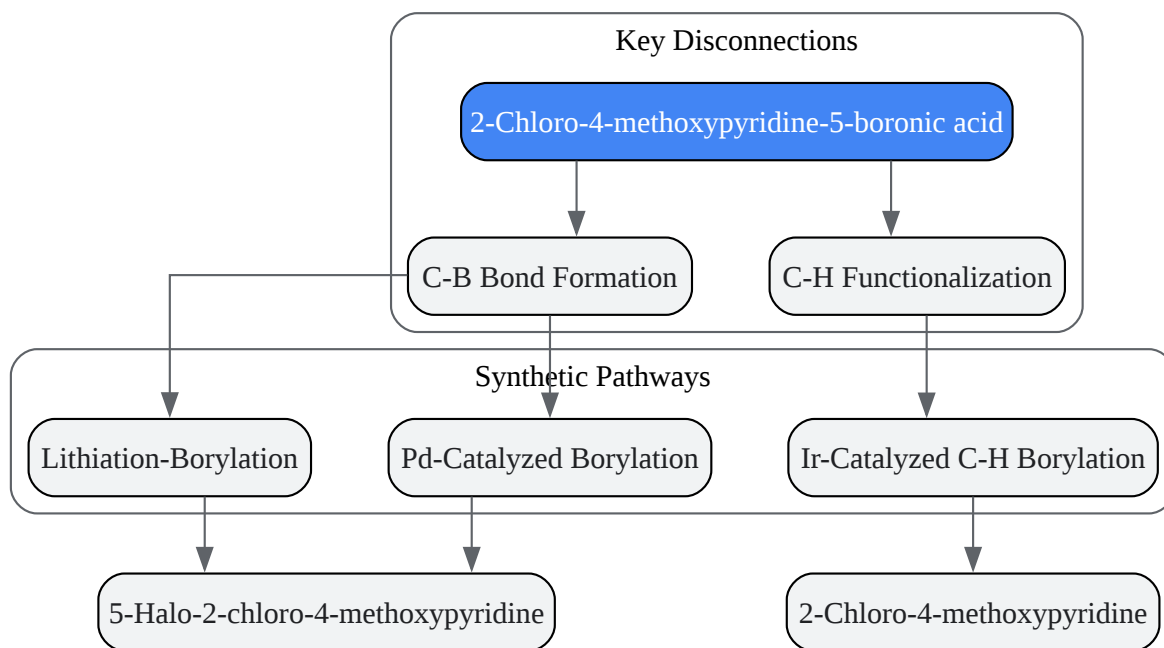 Key Disconnections
2-Chloro-4-methoxypyridine-5-boronic acid
C-B Bond Formation
C-H Functionalization
Synthetic Pathways
Lithiation-Borylation
Pd-Catalyzed Borylation
Ir-Catalyzed C-H Borylation
5-Halo-2-chloro-4-methoxypyridine
2-Chloro-4-methoxypyridine